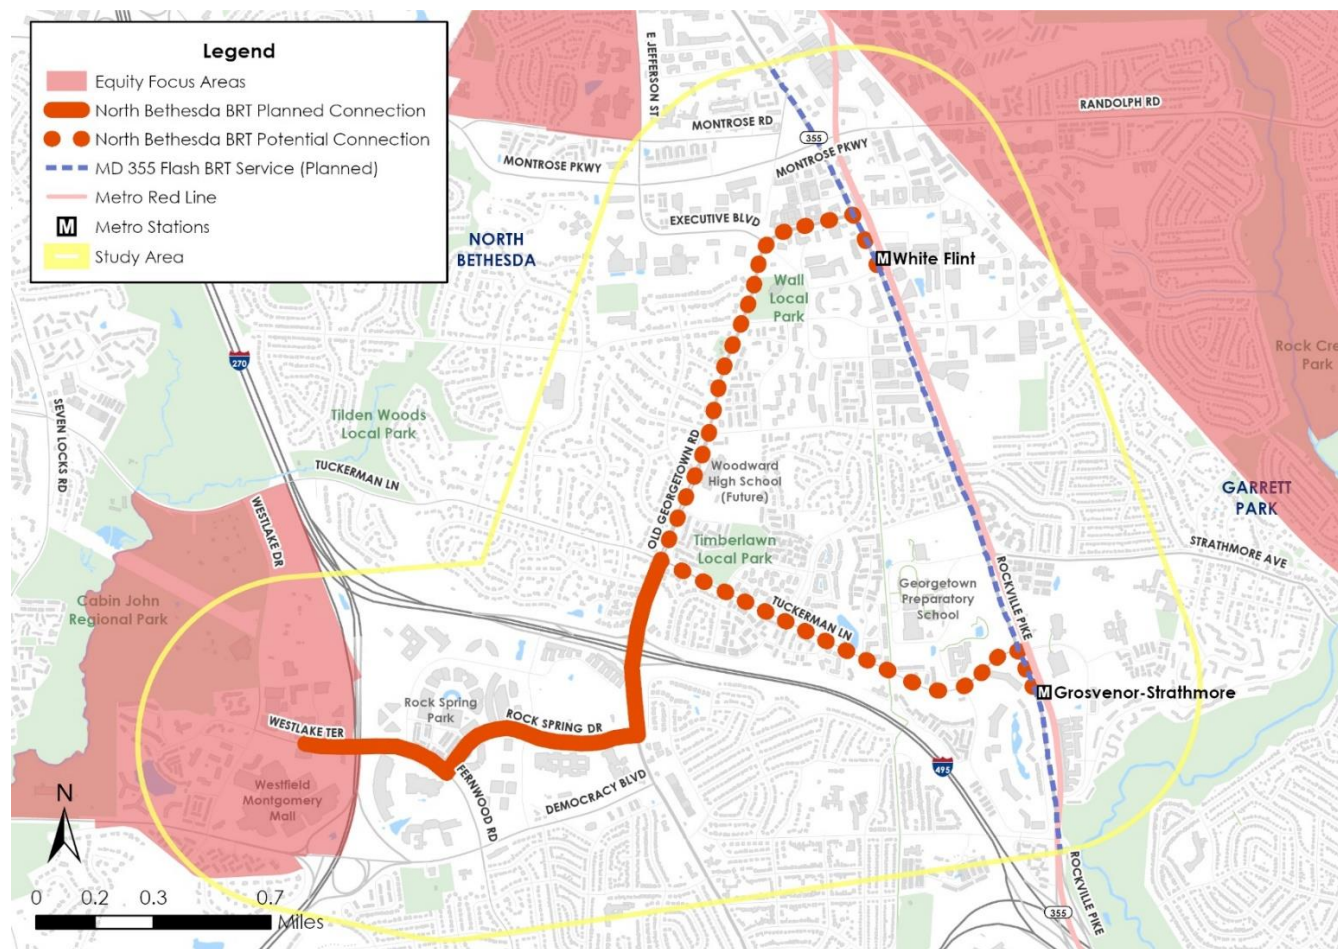 Legend
Equity Focus Areas
North Bethesda BRT Planned Connection
North Bethesda BRT Potential Connection
MD 355 Flash BRT Service (Planned)
Metro Red Line
M
Metro Stations
Study Area
E JEFFERSON ST
RANDOLPH RD
MONTROSE RD
355
MONTROSE PKWY
MONTROSE PKWY
EXECUTIVE BLVD
NORTH
BETHESDA
M
White Flint
Wall
Local
Park
270
Rock Cre
Park
SEVEN LOCKS RD
Tilden Woods
Local Park
TUCKERMAN LN
OLD GEORGETOWN RD
Woodward
High School
(Future)
GARRETT
PARK
WESTLAKE DR
Timberlawn
Local Park
STRATHMORE AVE
Cabin John
Regional Park
TUCKERMAN LN
Georgetown
Preparatory
School
ROCKVILLE PIKE
M
Grosvenor-Strathmore
Rock Spring
Park
WESTLAKE TER
ROCK SPRING DR
495
FERNWOOD RD
DEMOCRACY BLVD
Westfield
Montgomery
Mall
N
ROCKVILLE PIKE
355
0 0.2 0.3 0.7
Miles